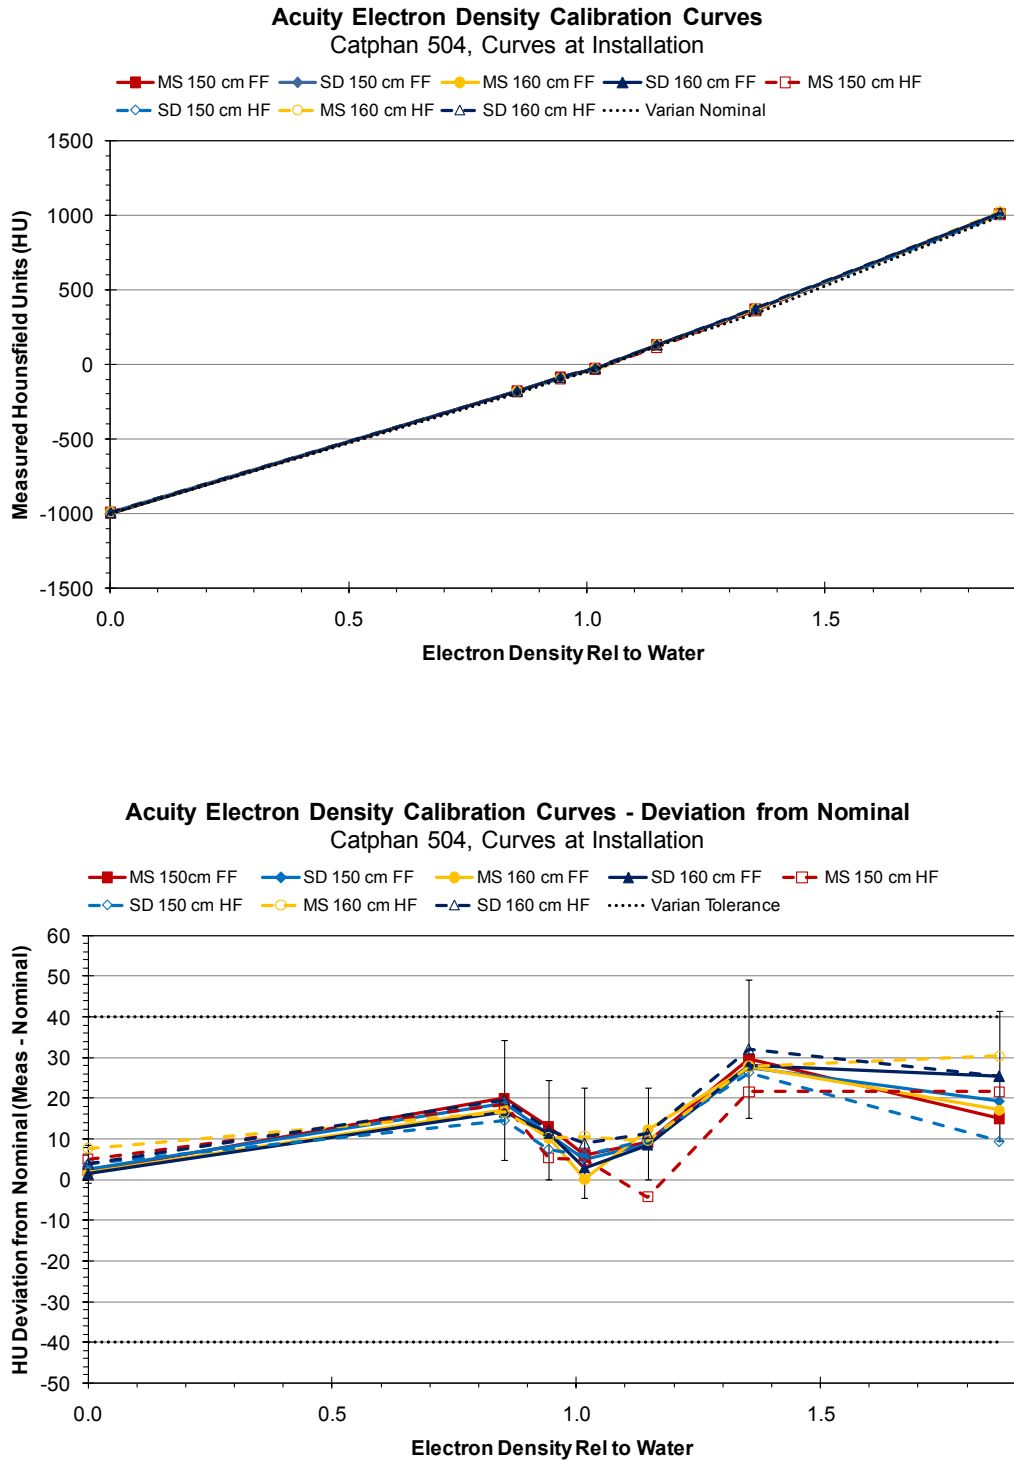 Acuity Electron Density Calibration Curves
Catphan 504, Curves at Installation
MS 150 cm FF SD 150 cm FF MS 160 cm FF SD 160 cm FF MS 150 cm HF
SD 150 cm HF MS 160 cm HF SD 160 cm HF Varian Nominal
Measured Hounsfield Units (HU)
1500
1000
500
0
-500
-1000
-1500
0.0 0.5 1.0 1.5
Electron Density Rel to Water
Acuity Electron Density Calibration Curves - Deviation from Nominal
Catphan 504, Curves at Installation
MS 150cm FF SD 150 cm FF MS 160 cm FF SD 160 cm FF MS 150 cm HF
SD 150 cm HF MS 160 cm HF SD 160 cm HF Varian Tolerance
HU Deviation from Nominal (Meas - Nominal)
60
50
40
30
20
10
0
-10
-20
-30
-40
-50
0.0 0.5 1.0 1.5
Electron Density Rel to Water